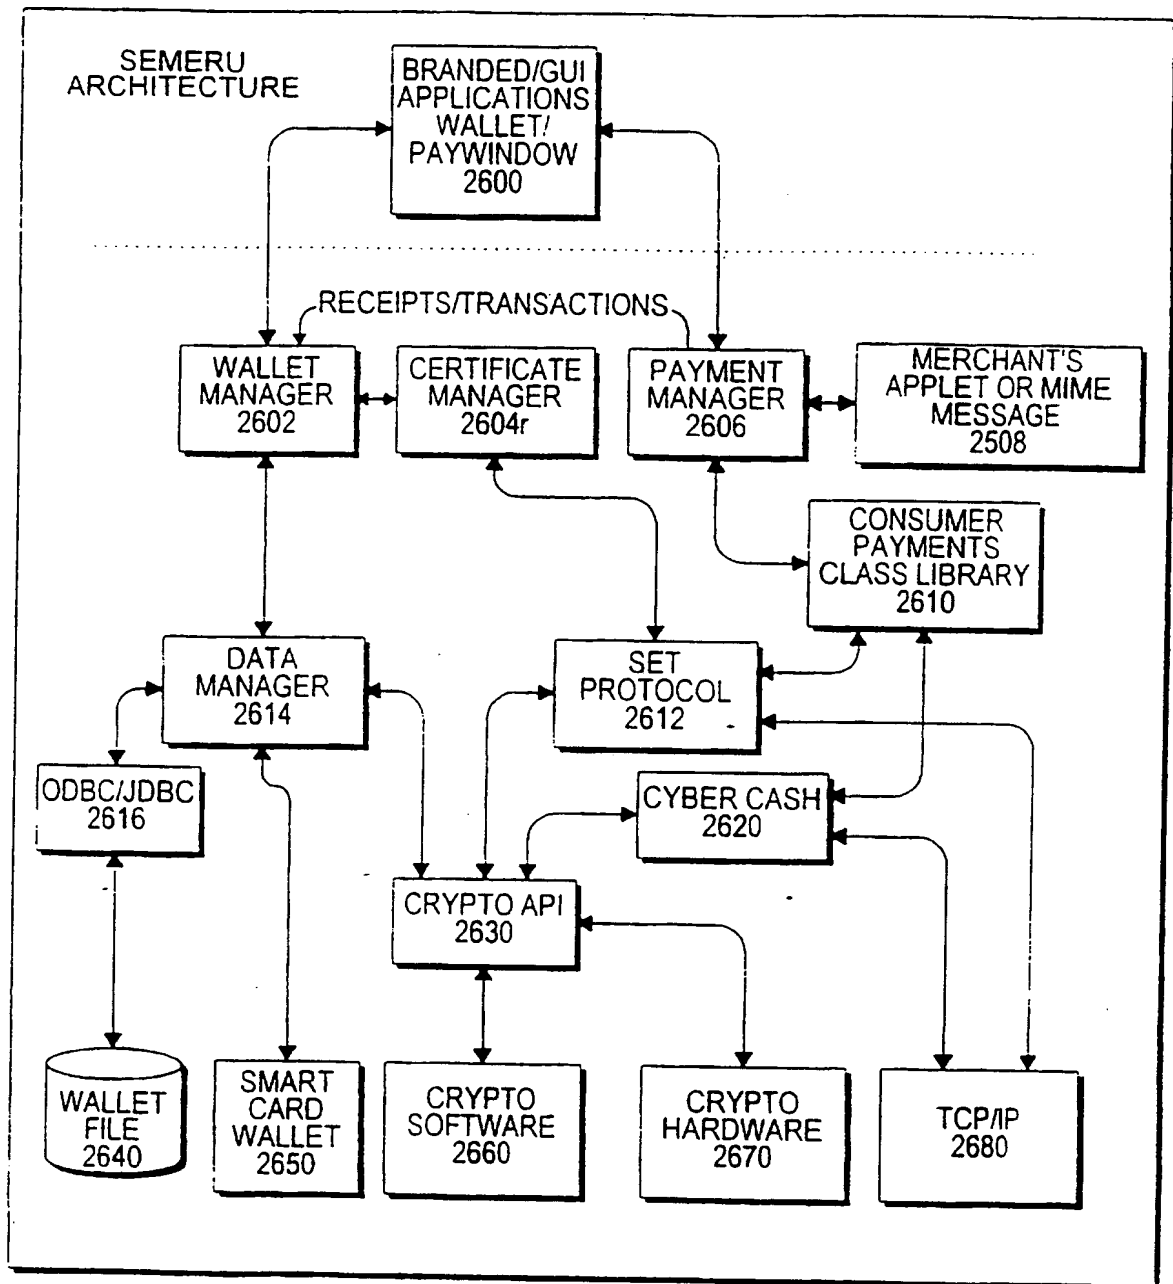 SEMERU
ARCHITECTURE
BRANDED/GUI
APPLICATIONS
WALLET/
PAYWINDOW
2600
RECEIPTS/TRANSACTIONS
WALLET
MANAGER
2602
CERTIFICATE
MANAGER
2604r
PAYMENT
MANAGER
2606
MERCHANT'S
APPLET OR MIME
MESSAGE
2508
CONSUMER
PAYMENTS
CLASS LIBRARY
2610
DATA
MANAGER
2614
SET
PROTOCOL
2612
ODBC/JDBC
2616
CYBER CASH
2620
CRYPTO API
2630
WALLET
FILE
2640
SMART
CARD
WALLET
2650
CRYPTO
SOFTWARE
2660
CRYPTO
HARDWARE
2670
TCP/IP
2680